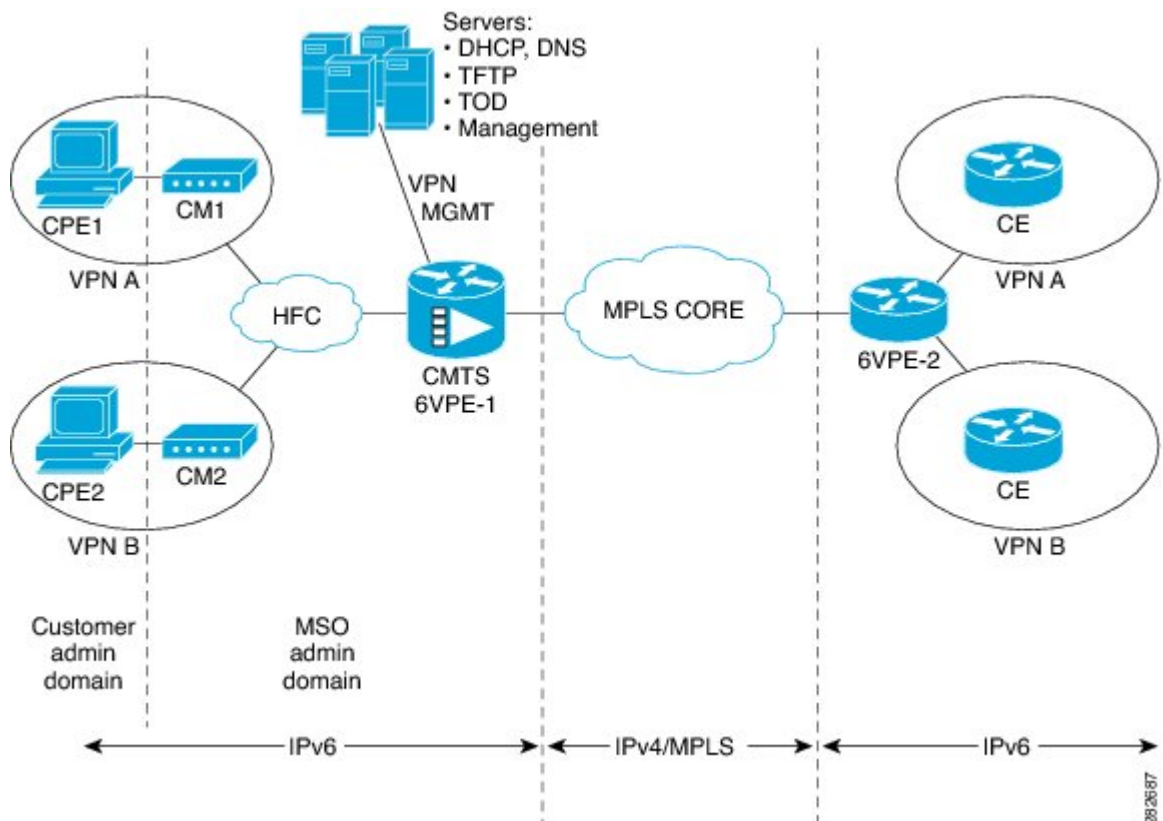 Servers:
• DHCP, DNS
• TFTP
• TOD
• Management
VPN
MGMT
CPE1
CM1
VPN A
HFC
CMTS
6VPE-1
MPLS CORE
6VPE-2
CE
VPN A
CPE2
CM2
VPN B
CE
VPN B
Customer
admin
domain
MSO
admin
domain
IPv6
IPv4/MPLS
IPv6
282687